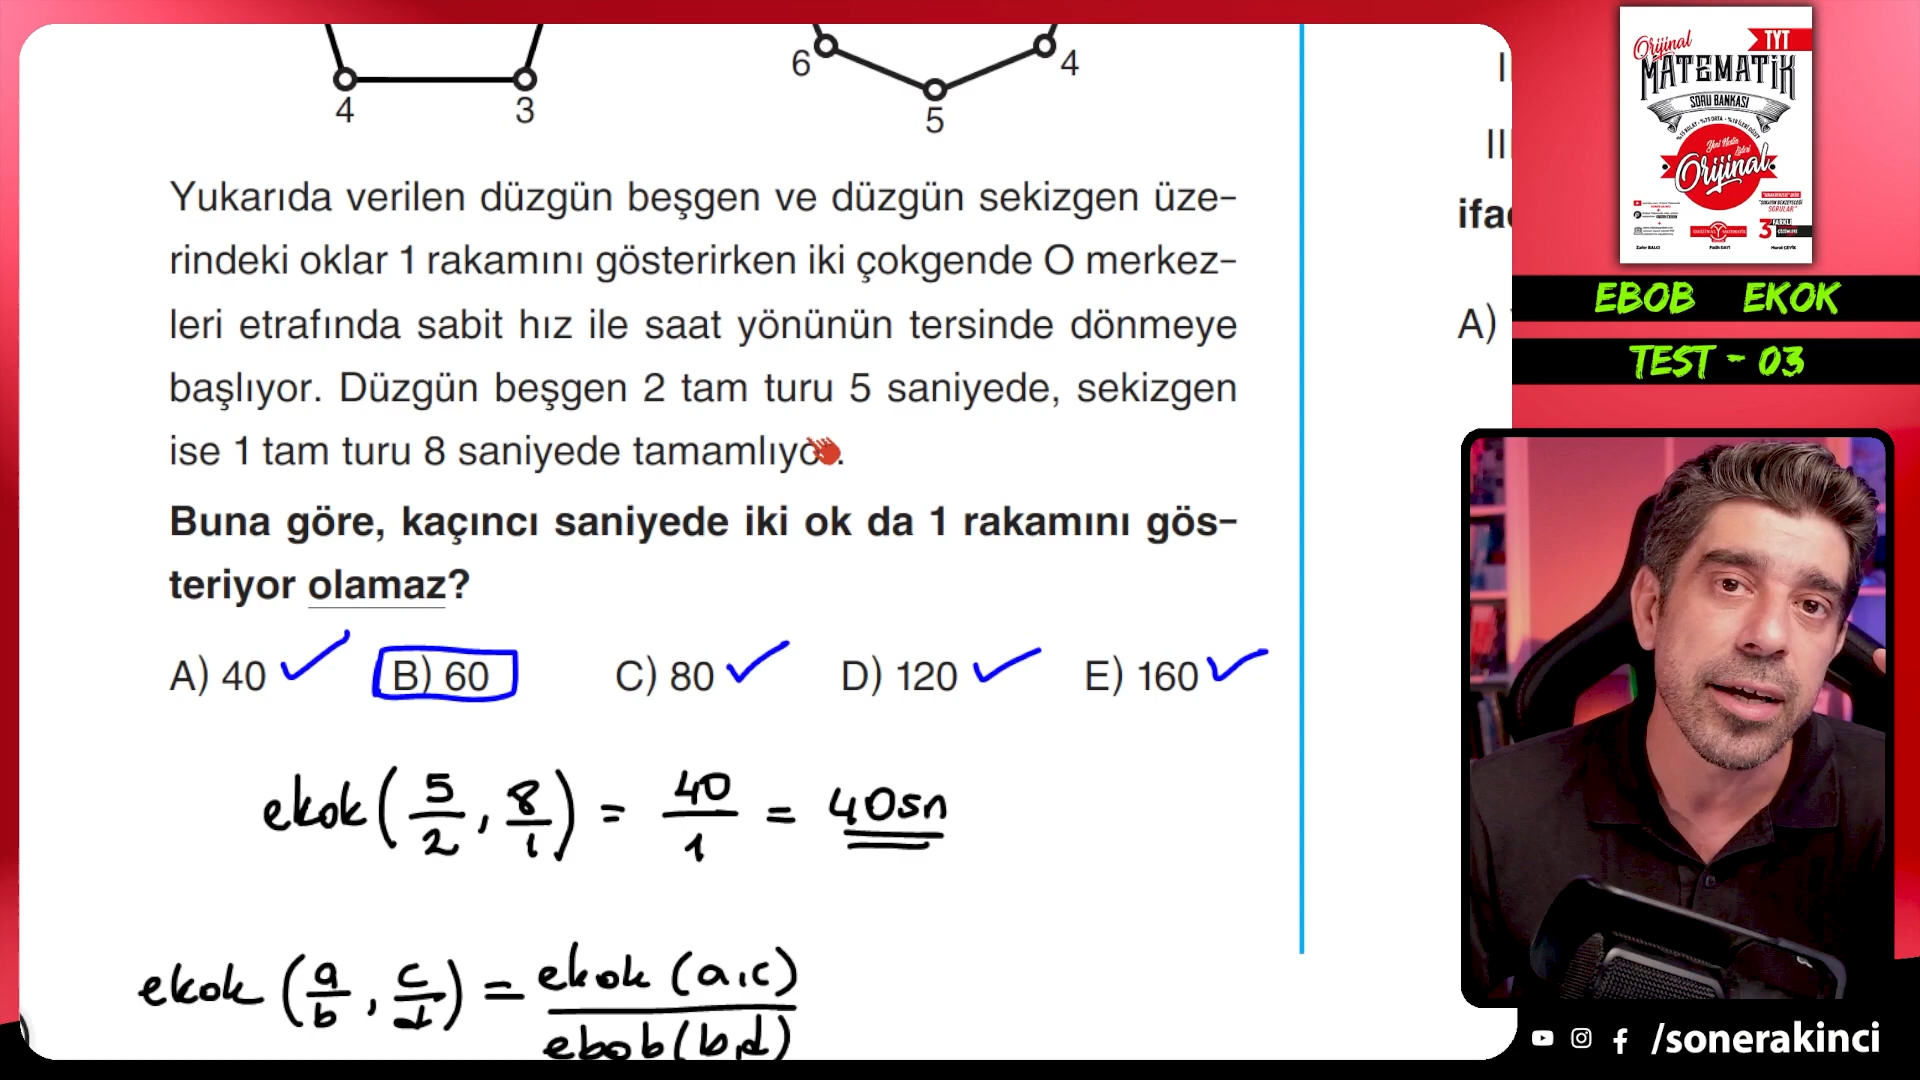 4
3
6
5
4
Yukarıda verilen düzgün beşgen ve düzgün sekizgen üze-
rindeki oklar 1 rakamını gösterirken iki çokgende O merkez-
leri etrafında sabit hız ile saat yönünün tersinde dönmeye
başlıyor. Düzgün beşgen 2 tam turu 5 saniyede, sekizgen
ise 1 tam turu 8 saniyede tamamlıyo.
Buna göre, kaçıncı saniyede iki ok da 1 rakamını gös-
teriyor olamaz?
A) 40 B) 60 C) 80 D) 120 E) 160
ekok(5/2, 8/1) = 40/1 = 40sn
ekok(a/b, c/d) = ekok(a,c)/ebob(b,d)
A)
Orijinal
TYT
MATEMATİK
SORU BANKASI
Orijinal
EBOB EKOK
TEST - 03
/sonerakinci